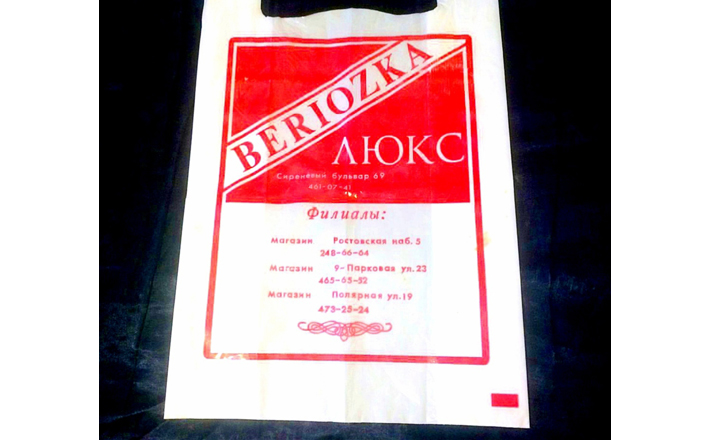 BERIOZKA
ЛЮКС
Сиреневый бульвар 69
461-07-41
Филиалы:
Магазин Ростовская наб. 5
248-66-64
Магазин 9-Парковая ул. 23
465-65-52
Магазин Полярная ул. 19
473-25-24